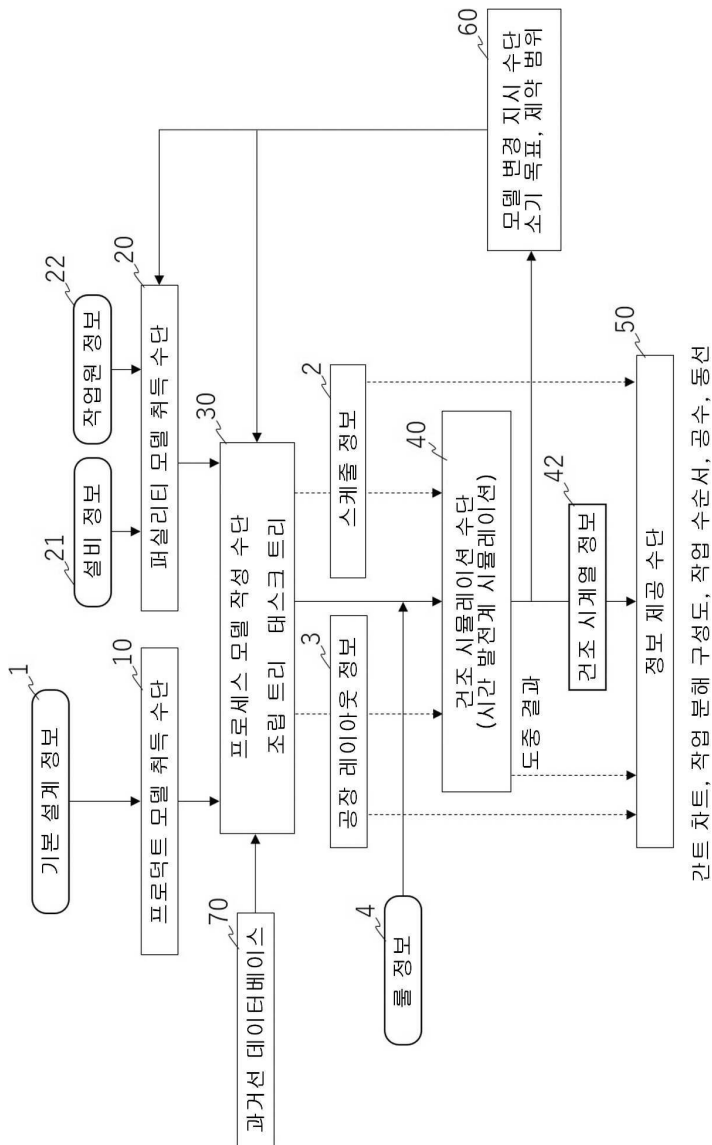 1
기본 설계 정보
21
설비 정보
22
작업원 정보
10
프로덕트 모델 취득 수단
20
퍼실리티 모델 취득 수단
70
과거선 데이터베이스
30
프로세스 모델 작성 수단
조립 트리 태스크 트리
3
공장 레이아웃 정보
2
스케줄 정보
4
룰 정보
40
건조 시뮬레이션 수단
(시간 발전계 시뮬레이션)
60
모델 변경 지시 수단
소기 목표, 제약 범위
도중 결과
42
건조 시계열 정보
50
정보 제공 수단
간트 차트, 작업 분해 구성도, 작업 수순서, 공수, 동선